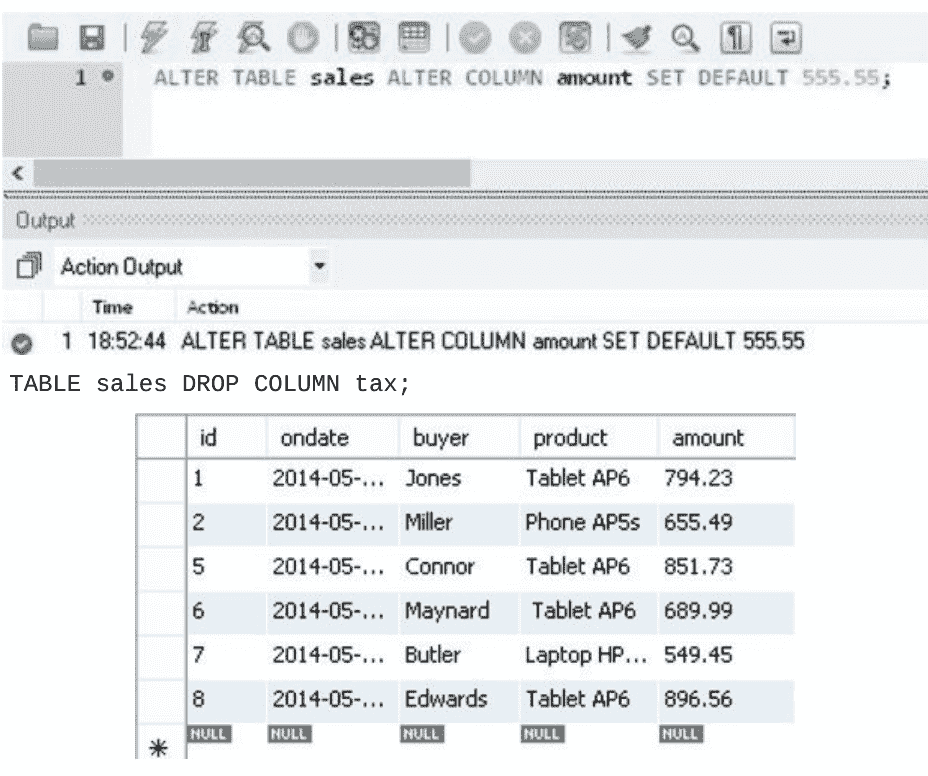 1 ALTER TABLE sales ALTER COLUMN amount SET DEFAULT 555.55;
Output
Action Output
Time Action
1 18:52:44 ALTER TABLE sales ALTER COLUMN amount SET DEFAULT 555.55
TABLE sales DROP COLUMN tax;
id ondate buyer product amount
1 2014-05-... Jones Tablet AP6 794.23
2 2014-05-... Miller Phone AP5s 655.49
5 2014-05-... Connor Tablet AP6 851.73
6 2014-05-... Maynard Tablet AP6 689.99
7 2014-05-... Butler Laptop HP... 549.45
8 2014-05-... Edwards Tablet AP6 896.56
NULL NULL NULL NULL NULL